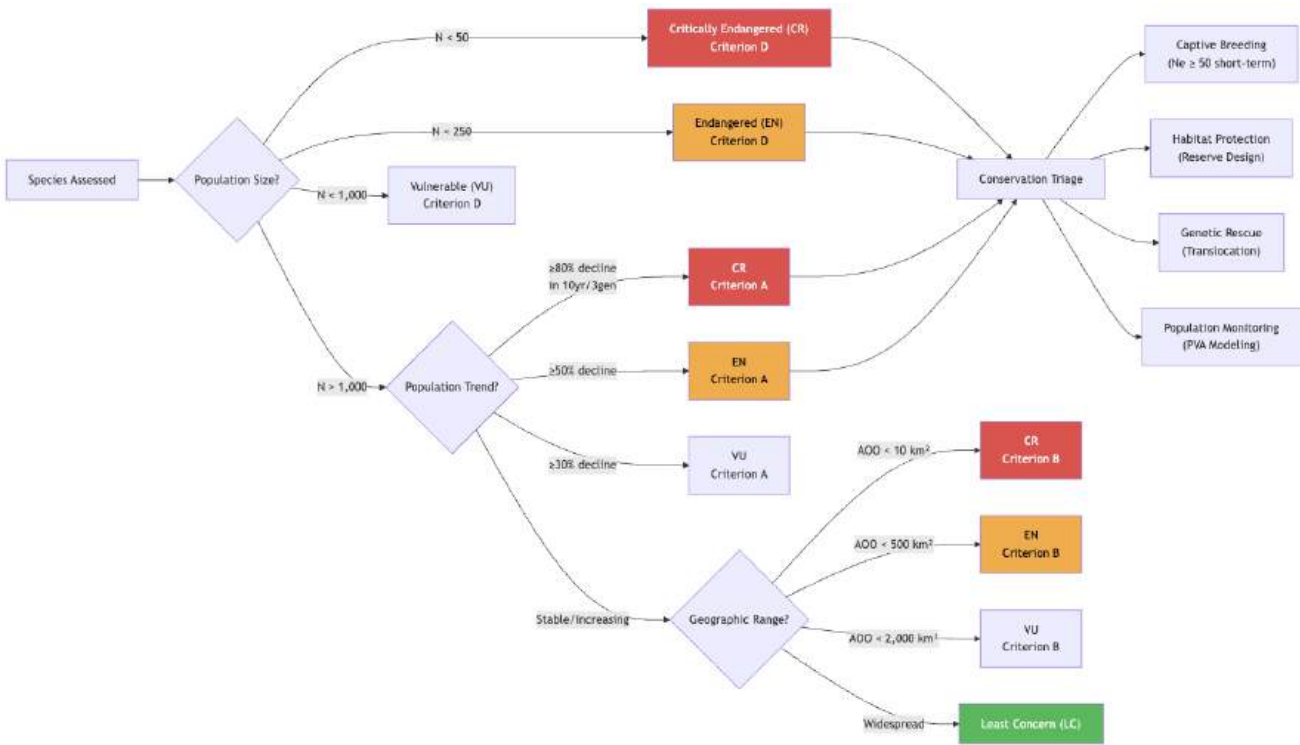 Species Assessed
Population Size?
N < 50
N < 250
N < 1,000
N > 1,000
Critically Endangered (CR)
Criterion D
Endangered (EN)
Criterion D
Vulnerable (VU)
Criterion D
Population Trend?
≥80% decline
in 10yr/3gen
≥50% decline
≥30% decline
Stable/Increasing
CR
Criterion A
EN
Criterion A
VU
Criterion A
Geographic Range?
AOO < 10 km²
AOO < 500 km²
AOO < 2,000 km²
Widespread
CR
Criterion B
EN
Criterion B
VU
Criterion B
Least Concern (LC)
Conservation Triage
Captive Breeding
(Ne ≥ 50 short-term)
Habitat Protection
(Reserve Design)
Genetic Rescue
(Translocation)
Population Monitoring
(PVA Modeling)